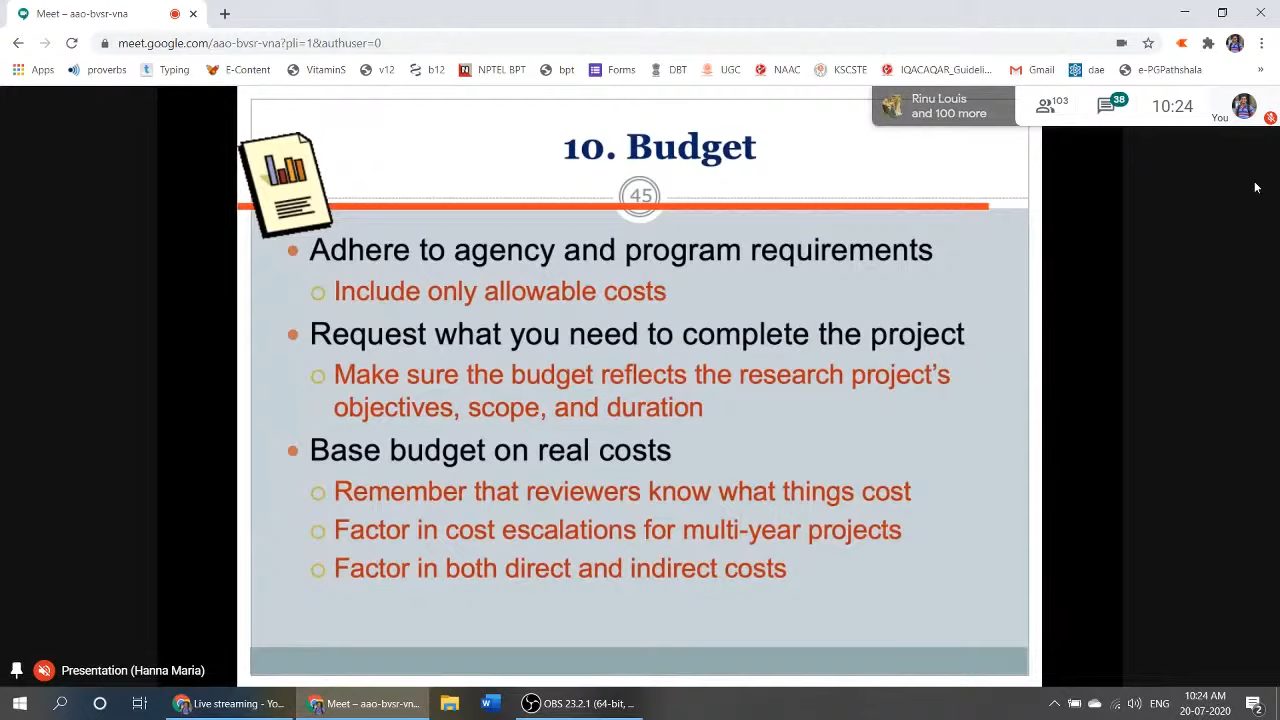 Meet – aao-bvsr-vna
meet.google.com/aao-bvsr-vna?pli=1&authuser=0
Apps proverbs Typing E-Content VitaminS v12 b12 NPTEL BPT bpt Forms DBT UGC NAAC KSCSTE IQACAQAR_Guideli... Gmail dae e-PGPathshala »
Rinu Louis
and 100 more
103
38
10:24
You
10. Budget
45
Adhere to agency and program requirements
Include only allowable costs
Request what you need to complete the project
Make sure the budget reflects the research project's
objectives, scope, and duration
Base budget on real costs
Remember that reviewers know what things cost
Factor in cost escalations for multi-year projects
Factor in both direct and indirect costs
Presentation (Hanna Maria)
Live streaming - Yo...
Meet – aao-bvsr-vn...
OBS 23.2.1 (64-bit, ...
ENG
10:24 AM
20-07-2020
2